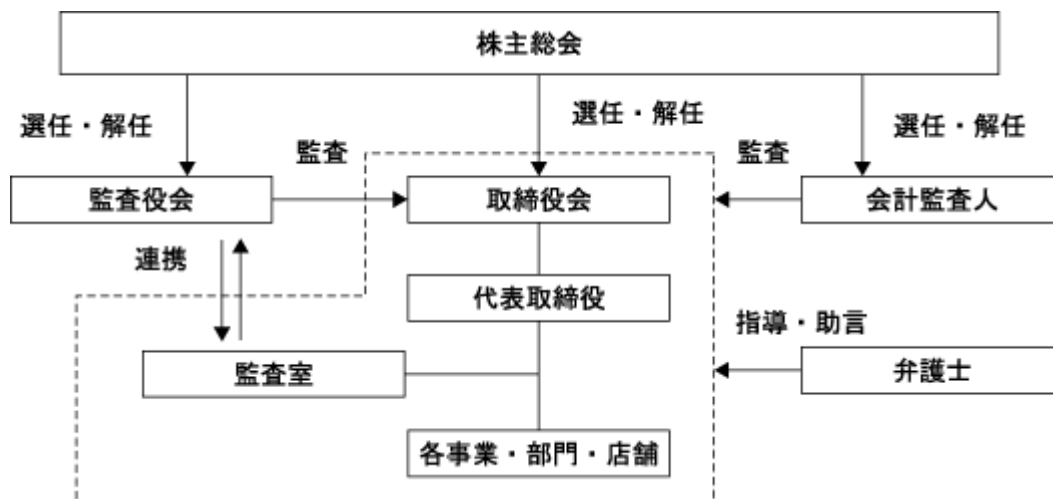 株主総会
選任・解任
選任・解任
選任・解任
監査
監査
監査役会
取締役会
会計監査人
連携
代表取締役
指導・助言
監査室
弁護士
各事業・部門・店舗